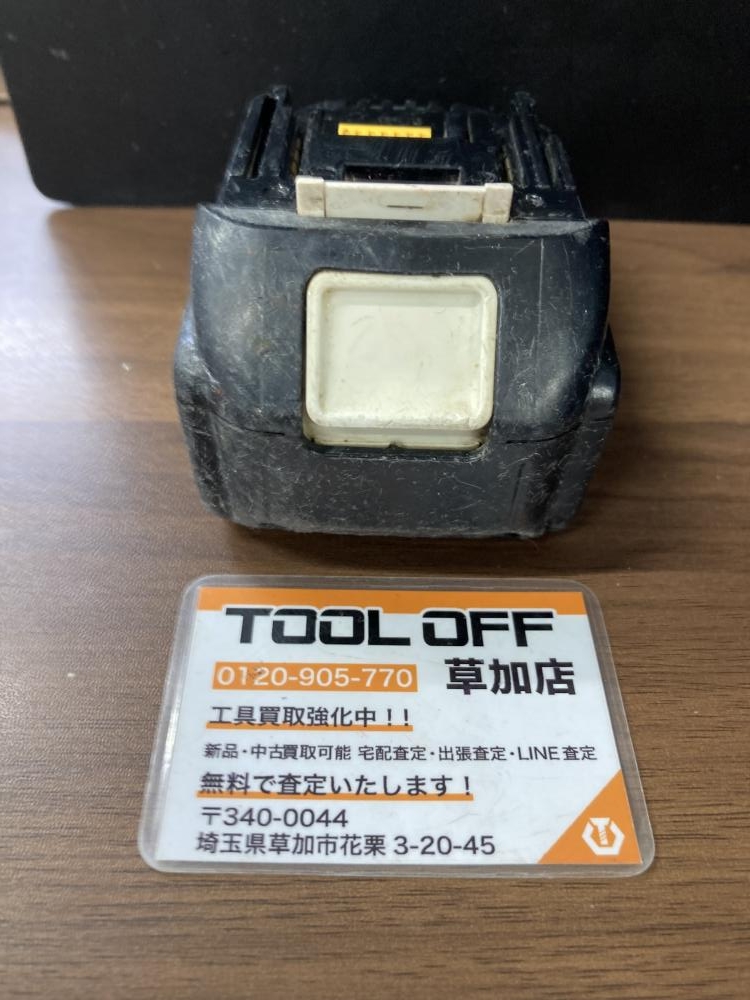 TOOL OFF
0120-905-770 草加店
工具買取強化中！！
新品・中古買取可能 宅配査定・出張査定・LINE査定
無料で査定いたします！
〒340-0044
埼玉県草加市花栗 3-20-45